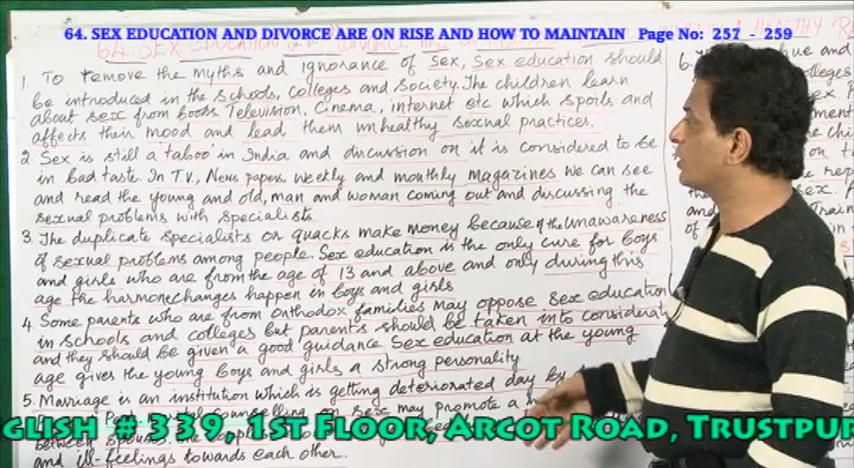 64. SEX EDUCATION AND DIVORCE ARE ON RISE AND HOW TO MAINTAIN Page No: 257 - 259
1. To remove the myths and ignorance of Sex, Sex education should
be introduced in the schools, Colleges and Society. The children learn
about sex from books Television, Cinema, internet etc which spoils and
affects their mood and lead them unhealthy sexual practices.
2. Sex is still a "taboo" in India and discussion on it is considered to be
in bad taste. In T.V., News papers, weekly and monthly magazines we can see
and read the young and old, man and woman coming out and discussing the
sexual problems with specialists
3. The duplicate specialists or quacks make money because of the unawareness
of sexual problems among people. Sex education is the only cure for boys
and girls who are from the age of 13 and above and only during this
age the harmone changes happen in boys and girls
4. Some parents who are from orthodox families may oppose sex education
in schools and colleges but parents should be taken into considerat
and they should be given a good guidance Sex education at the young
age gives the young boys and girls a strong personality
5. Marriage is an institution which is getting deteriorated day by
counselling on sex may promote a
GLISH # 339, 1ST FLOOR, ARCOT ROAD, TRUSTPUR
between
and ill-feelings towards each other.
6.
and
olleges